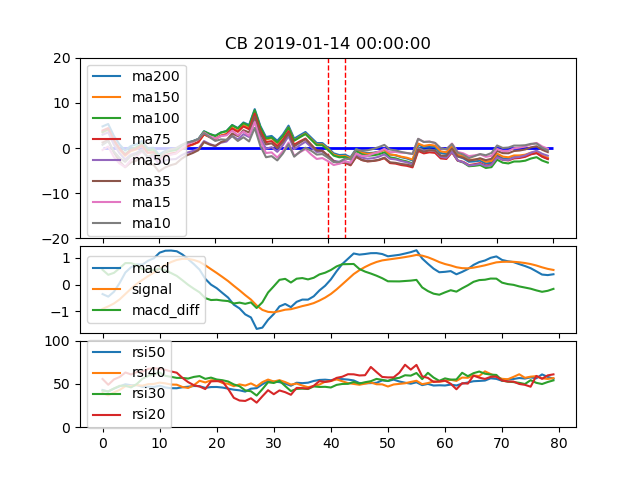 CB 2019-01-14 00:00:00
20
10
0
−10
−20
ma200
ma150
ma100
ma75
ma50
ma35
ma15
ma10
1
0
−1
macd
signal
macd_diff
100
50
0
rsi50
rsi40
rsi30
rsi20
0 10 20 30 40 50 60 70 80